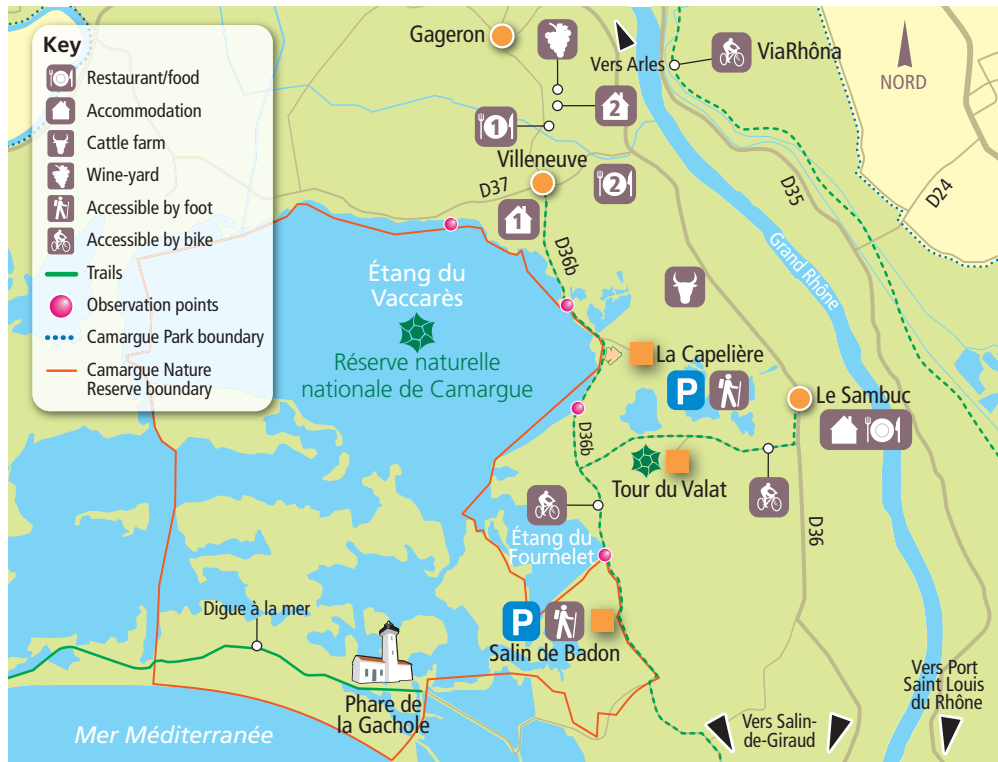 Key
Restaurant/food
Accommodation
Cattle farm
Wine-yard
Accessible by foot
Accessible by bike
Trails
Observation points
Camargue Park boundary
Camargue Nature
Reserve boundary
Gageron
Vers Arles
ViaRhôna
NORD
2
1
Villeneuve
2
D37
1
D36b
D35
D24
Grand Rhône
Étang du
Vaccarès
Réserve naturelle
nationale de Camargue
La Capelière
P
Le Sambuc
D36b
Tour du Valat
D36
Étang du
Fournelet
P
Salin de Badon
Digue à la mer
Phare de
la Gachole
Mer Méditerranée
Vers Salin-
de-Giraud
Vers Port
Saint Louis
du Rhône